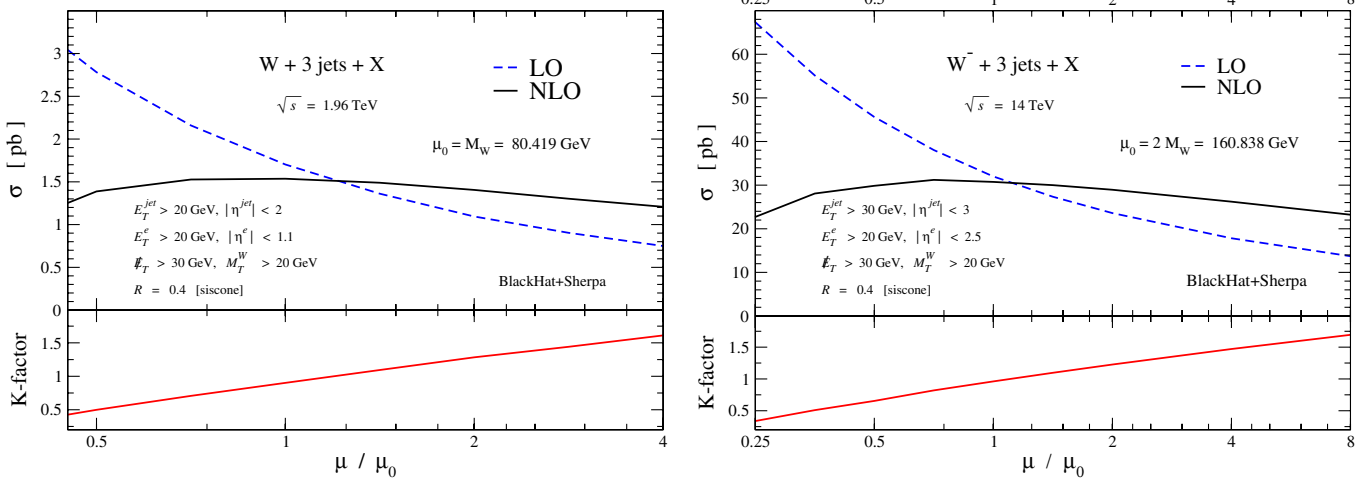 3
2.5
2
1.5
1
0.5
0
σ [ pb ]
W + 3 jets + X
√s = 1.96 TeV
LO
NLO
μ0 = MW = 80.419 GeV
E_T^jet > 20 GeV, |η^jet| < 2
E_T^e > 20 GeV, |η^e| < 1.1
E̸_T > 30 GeV, M_T^W > 20 GeV
R = 0.4 [siscone]
BlackHat+Sherpa
1.5
1
0.5
K-factor
0.5 1 2 4
μ / μ0
0.25 0.5 1 2 4 8
60
50
40
30
20
10
0
σ [ pb ]
W⁻ + 3 jets + X
√s = 14 TeV
LO
NLO
μ0 = 2 MW = 160.838 GeV
E_T^jet > 30 GeV, |η^jet| < 3
E_T^e > 20 GeV, |η^e| < 2.5
E̸_T > 30 GeV, M_T^W > 20 GeV
R = 0.4 [siscone]
BlackHat+Sherpa
1.5
1
0.5
K-factor
0.25 0.5 1 2 4 8
μ / μ0